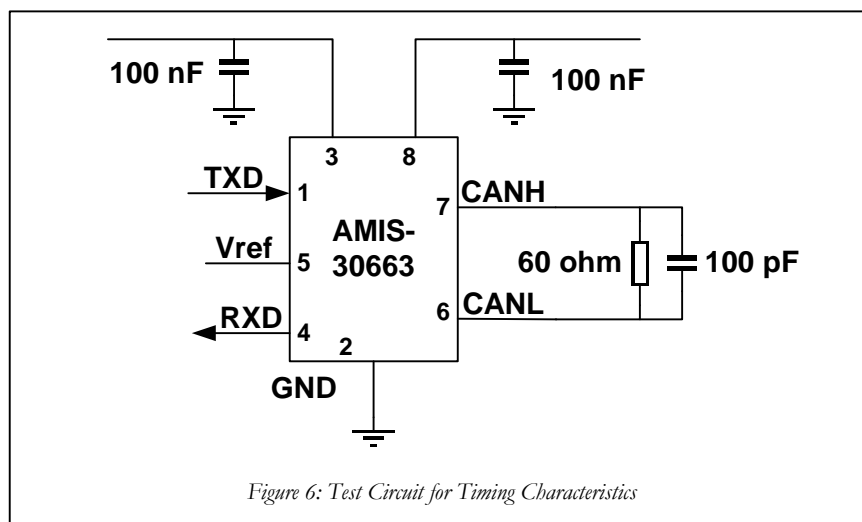 100 nF
100 nF
3
8
TXD
1
7
CANH
AMIS-
30663
Vref
5
60 ohm
100 pF
RXD
4
2
6
CANL
GND
Figure 6: Test Circuit for Timing Characteristics